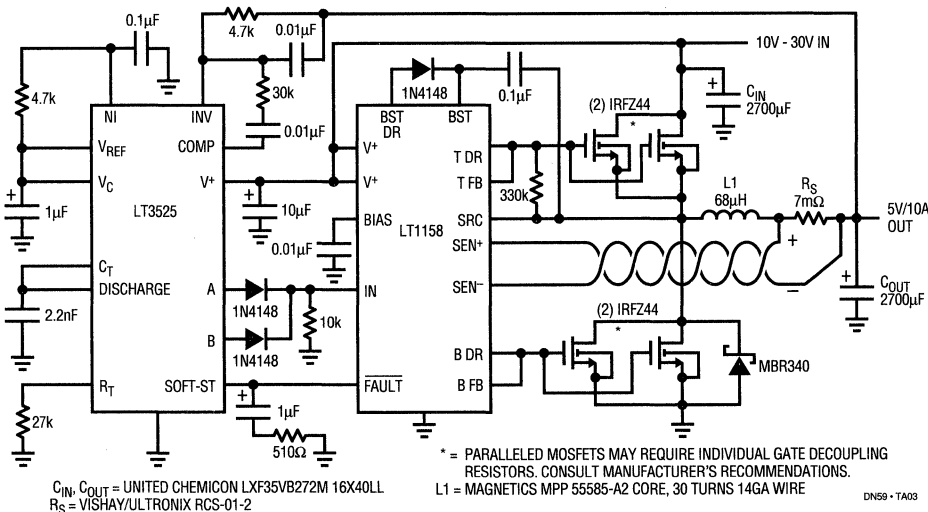 0.1µF
4.7k
0.01µF
10V - 30V IN
1N4148
0.1µF
+
C_IN
2700µF
4.7k
30k
0.01µF
(2) IRFZ44
*
NI
INV
V_REF
COMP
V_C
V+
LT3525
C_T
DISCHARGE
A
B
R_T
SOFT-ST
+
1µF
2.2nF
27k
+
10µF
0.01µF
1N4148
1N4148
10k
+
1µF
510Ω
BST
DR
BST
V+
V+
BIAS
LT1158
IN
FAULT
T DR
T FB
SRC
SEN+
SEN−
B DR
B FB
330k
L1
68µH
R_S
7mΩ
5V/10A
OUT
+
−
+
C_OUT
2700µF
(2) IRFZ44
*
MBR340
* = PARALLELED MOSFETS MAY REQUIRE INDIVIDUAL GATE DECOUPLING
RESISTORS. CONSULT MANUFACTURER'S RECOMMENDATIONS.
C_IN, C_OUT = UNITED CHEMICON LXF35VB272M 16X40LL
L1 = MAGNETICS MPP 55585-A2 CORE, 30 TURNS 14GA WIRE
R_S = VISHAY/ULTRONIX RCS-01-2
DN59 • TA03